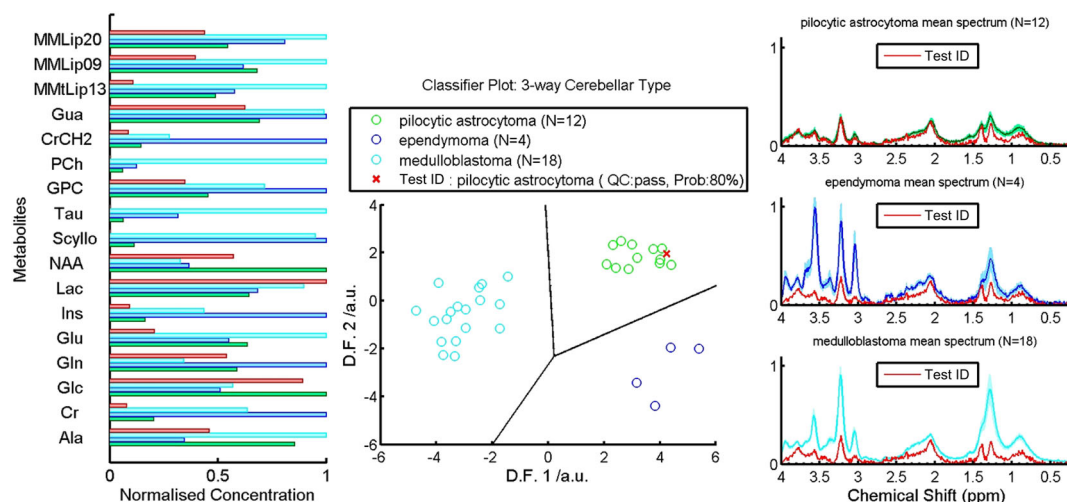 Metabolites
MMLip20
MMLip09
MMtLip13
Gua
CrCH2
PCh
GPC
Tau
Scyllo
NAA
Lac
Ins
Glu
Gln
Glc
Cr
Ala
0 0.5 1
Normalised Concentration
Classifier Plot: 3-way Cerebellar Type
pilocytic astrocytoma (N=12)
ependymoma (N=4)
medulloblastoma (N=18)
Test ID : pilocytic astrocytoma ( QC:pass, Prob:80%)
D.F. 2 /a.u.
4
2
0
-2
-4
-6
-6 -4 -2 0 2 4 6
D.F. 1 /a.u.
pilocytic astrocytoma mean spectrum (N=12)
Test ID
1
0
4 3.5 3 2.5 2 1.5 1 0.5
ependymoma mean spectrum (N=4)
Test ID
1
0
4 3.5 3 2.5 2 1.5 1 0.5
Chemical Shift (ppm)
medulloblastoma mean spectrum (N=18)
Test ID
1
0
4 3.5 3 2.5 2 1.5 1 0.5
Chemical Shift (ppm)